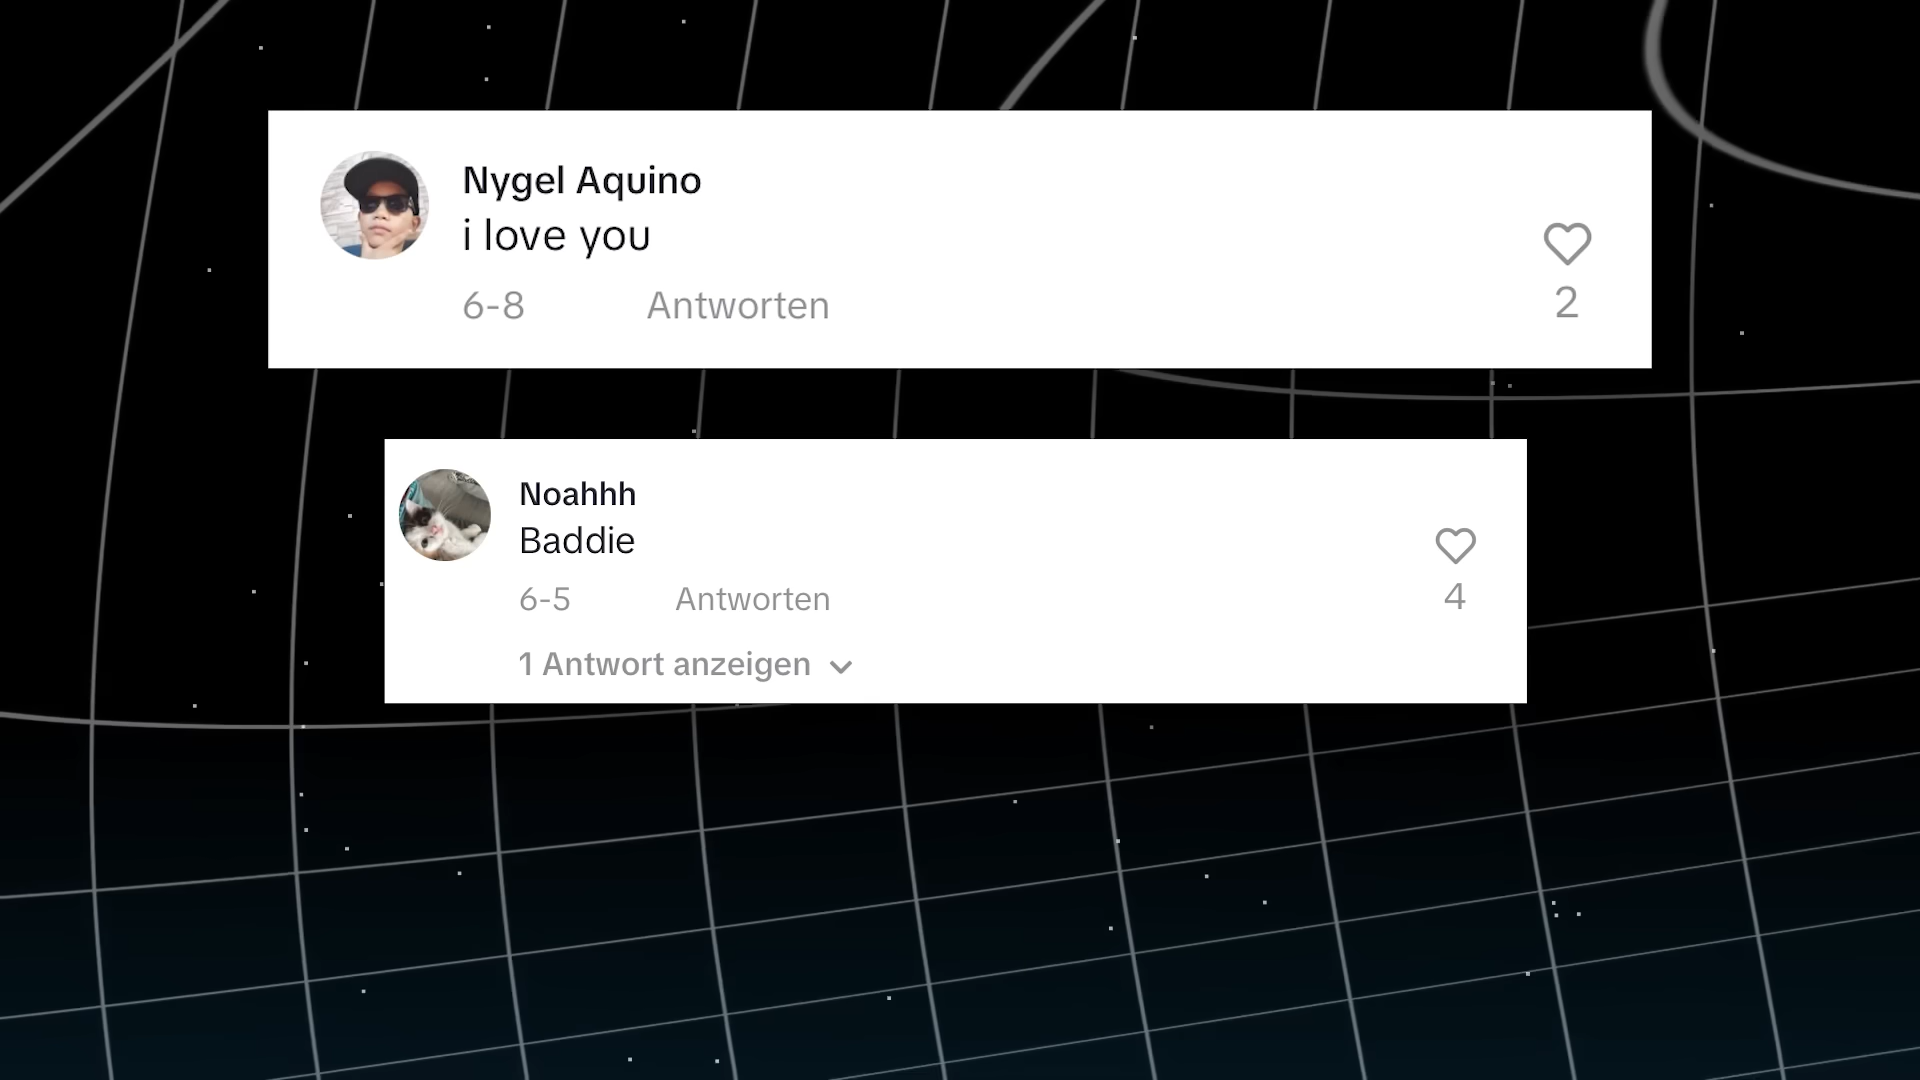 Nygel Aquino
i love you
6-8 Antworten
2
Noahhh
Baddie
6-5 Antworten
4
1 Antwort anzeigen